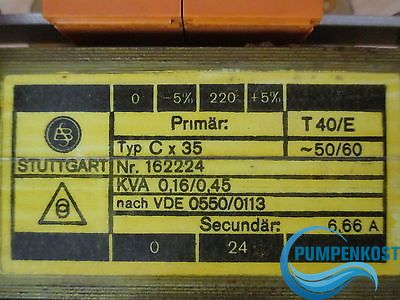 0 -5% 220 +5%
Primär: T 40/E
Typ C x 35 ~50/60
STUTTGART Nr. 162224
KVA 0,16/0,45
nach VDE 0550/0113
Secundär: 6,66 A
0 24
PUMPENKOST